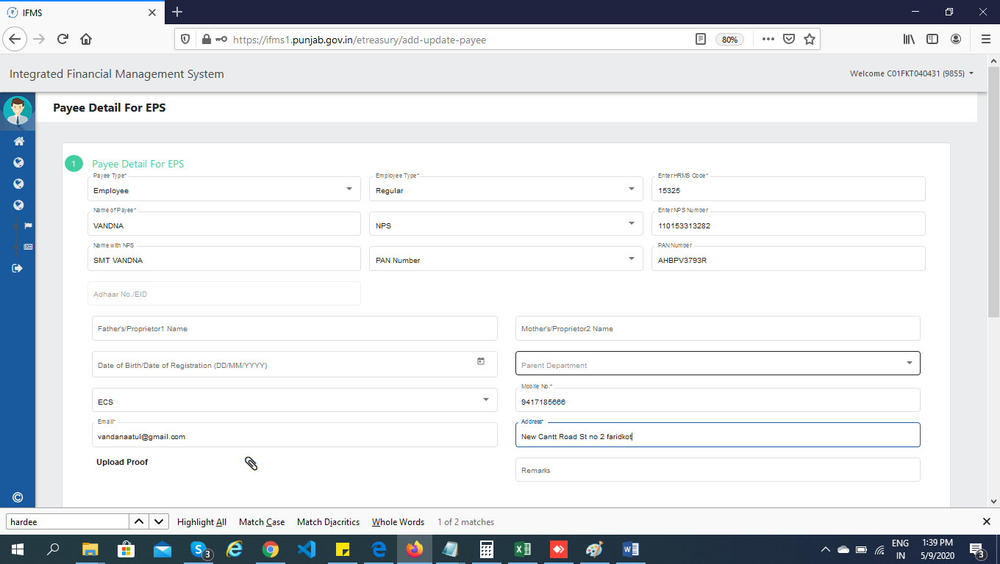 IFMS
https://ifms1.punjab.gov.in/etreasury/add-update-payee
80%
Integrated Financial Management System
Welcome C01FKT040431 (9855)
Payee Detail For EPS
1 Payee Detail For EPS
Payee Type* Employee Type* Enter HRMS Code*
Employee Regular 15325
Name of Payee* Enter NPS Number
VANDNA NPS 110153313282
Name with NPS PAN Number
SMT VANDNA PAN Number AHBPV3793R
Adhaar No./EID
Father's/Proprietor1 Name Mother's/Proprietor2 Name
Date of Birth/Date of Registration (DD/MM/YYYY) Parent Department
Mobile No.*
ECS 9417185666
Email* Address*
vandanaatul@gmail.com New Cantt Road St no 2 faridkot
Upload Proof
Remarks
©
hardee Highlight All Match Case Match Diacritics Whole Words 1 of 2 matches
3
ENG 1:39 PM
IN 5/9/2020
3